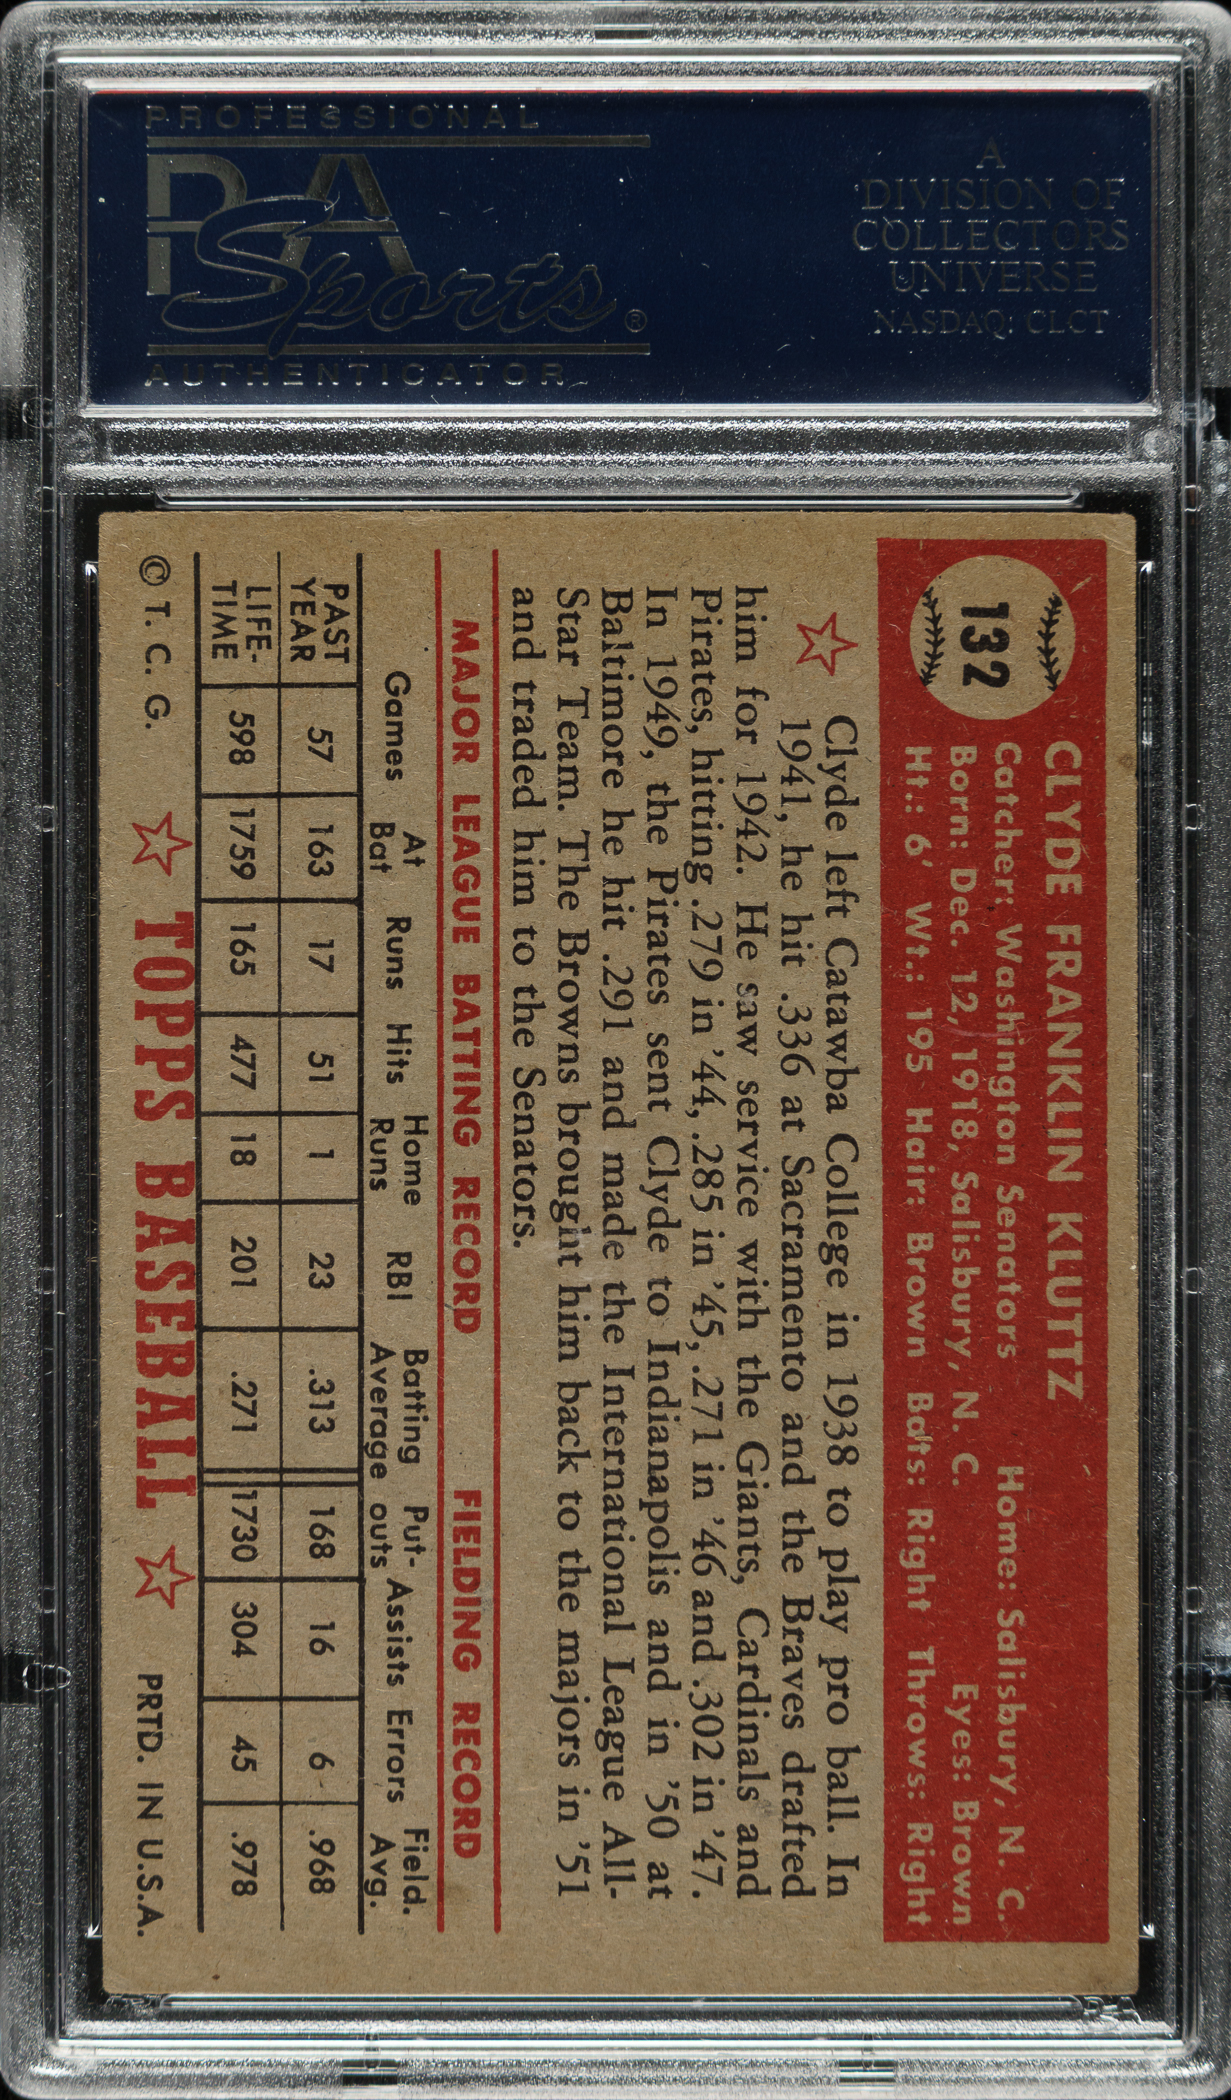 PROFESSIONAL
PSA
Sports®
AUTHENTICATOR
A
DIVISION OF
COLLECTORS
UNIVERSE
NASDAQ: CLCT
132
CLYDE FRANKLIN KLUTZ
Catcher: Washington Senators Home: Salisbury, N. C.
Born: Dec. 12, 1918, Salisbury, N. C. Eyes: Brown
Ht.: 6′ Wt.: 195 Hair: Brown Bats: Right Throws: Right
Clyde left Catawba College in 1938 to play pro ball. In
1941, he hit .336 at Sacramento and the Braves drafted
him for 1942. He saw service with the Giants, Cardinals and
Pirates, hitting .279 in ’44, .285 in ’45, .271 in ’46 and .302 in ’47.
In 1949, the Pirates sent Clyde to Indianapolis and in ’50 at
Baltimore he hit .291 and made the International League All-
Star Team. The Browns brought him back to the majors in ’51
and traded him to the Senators.
MAJOR LEAGUE BATTING RECORD FIELDING RECORD
Games At Bat Runs Hits Home Runs RBI Batting Average Put-outs Assists Errors Field. Avg.
PAST YEAR 57 163 17 51 1 23 .313 168 16 6 .968
LIFE-TIME 598 1759 165 477 18 201 .271 1730 304 45 .978
© T. C. G. TOPPS BASEBALL PRTD. IN U.S.A.